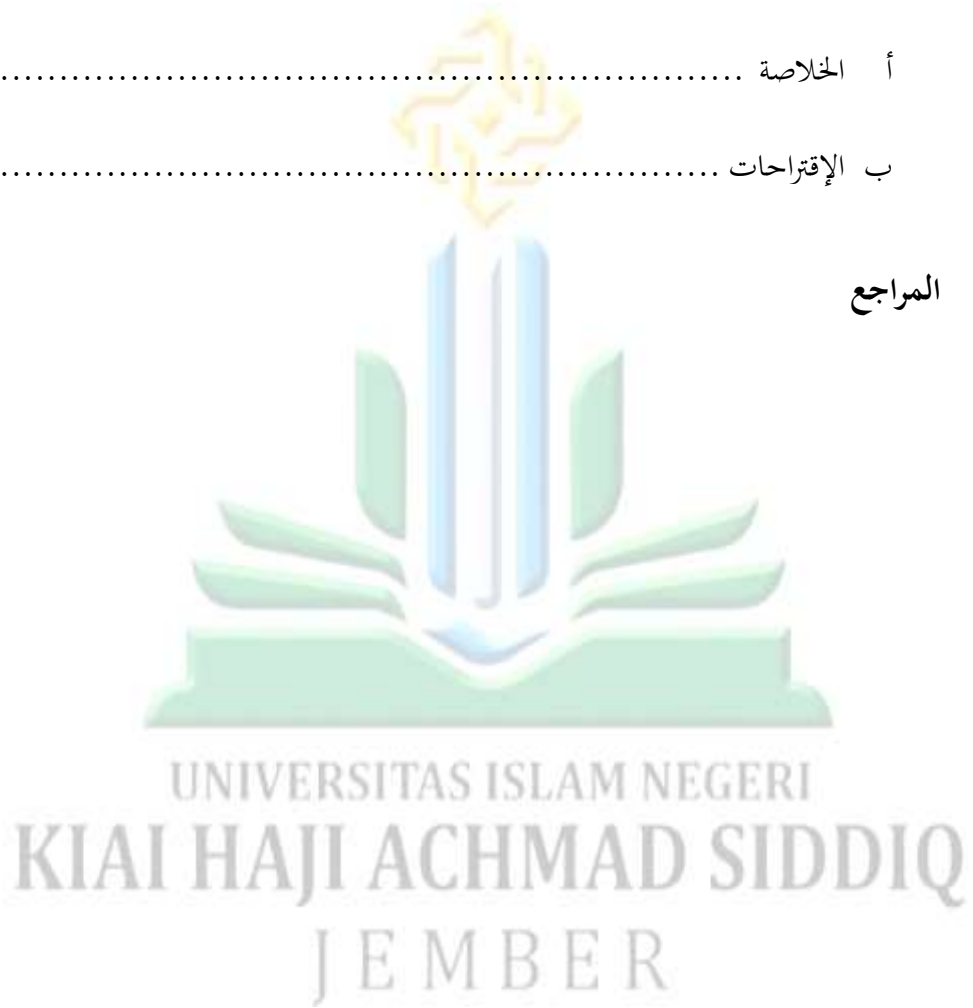 أ الخلاصة ................................................................
ب الإقتراحات .............................................................
المراجع
UNIVERSITAS ISLAM NEGERI
KIAI HAJI ACHMAD SIDDIQ
JEMBER